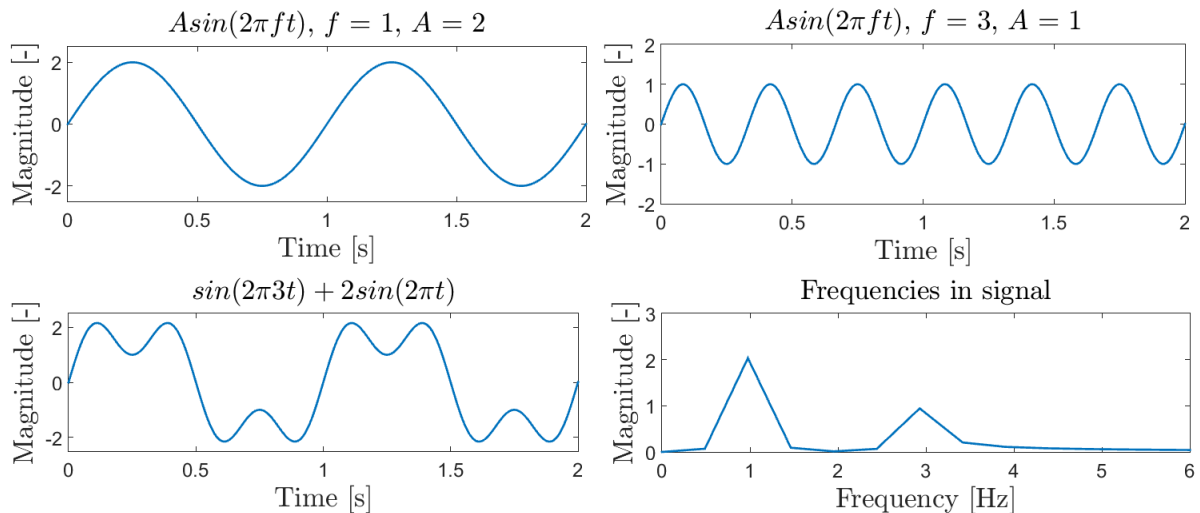 Asin(2πft), f = 1, A = 2
Magnitude [-]
2
0
-2
0 0.5 1 1.5 2
Time [s]
Asin(2πft), f = 3, A = 1
Magnitude [-]
2
1
0
-1
-2
0 0.5 1 1.5 2
Time [s]
sin(2π3t) + 2sin(2πt)
Magnitude [-]
2
0
-2
0 0.5 1 1.5 2
Time [s]
Frequencies in signal
Magnitude [-]
3
2
1
0
0 1 2 3 4 5 6
Frequency [Hz]